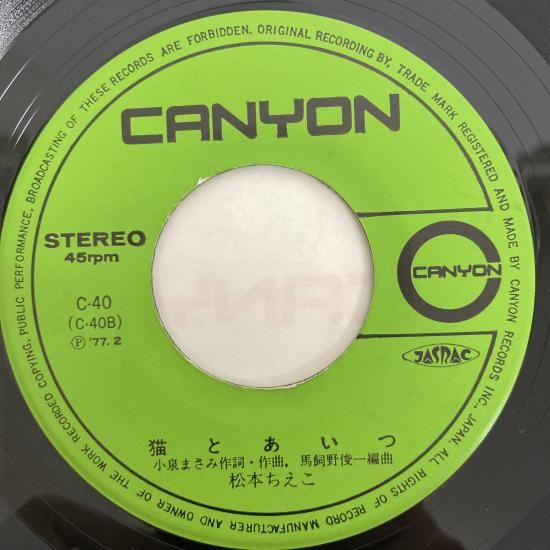 UNAUTHORIZED COPYING, PUBLIC PERFORMANCE, BROADCASTING OF THESE RECORDS ARE FORBIDDEN. ORIGINAL RECORDING BY, TRADE MARK REGISTERED AND MADE BY CANYON RECORDS INC., JAPAN. ALL RIGHTS OF RECORD MANUFACTURER AND OWNER OF THE WORK RECORDED
CANYON
STEREO
45rpm
CANYON
C-40
(C-40B)
Ⓟ '77. 2
JASRAC
猫とあいつ
小泉まさみ作詞・作曲, 馬飼野俊一編曲
松本ちえこ